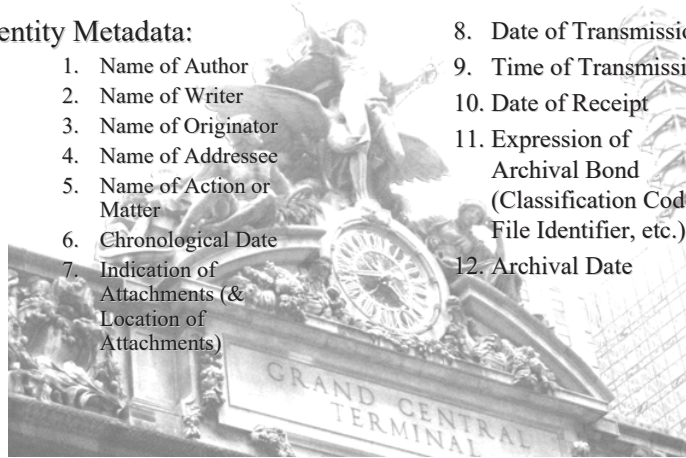 entity Metadata:
1. Name of Author
2. Name of Writer
3. Name of Originator
4. Name of Addressee
5. Name of Action or
Matter
6. Chronological Date
7. Indication of
Attachments (&
Location of
Attachments)
8. Date of Transmissio
9. Time of Transmissi
10. Date of Receipt
11. Expression of
Archival Bond
(Classification Cod
File Identifier, etc.)
12. Archival Date
GRAND CENTRAL
TERMINAL